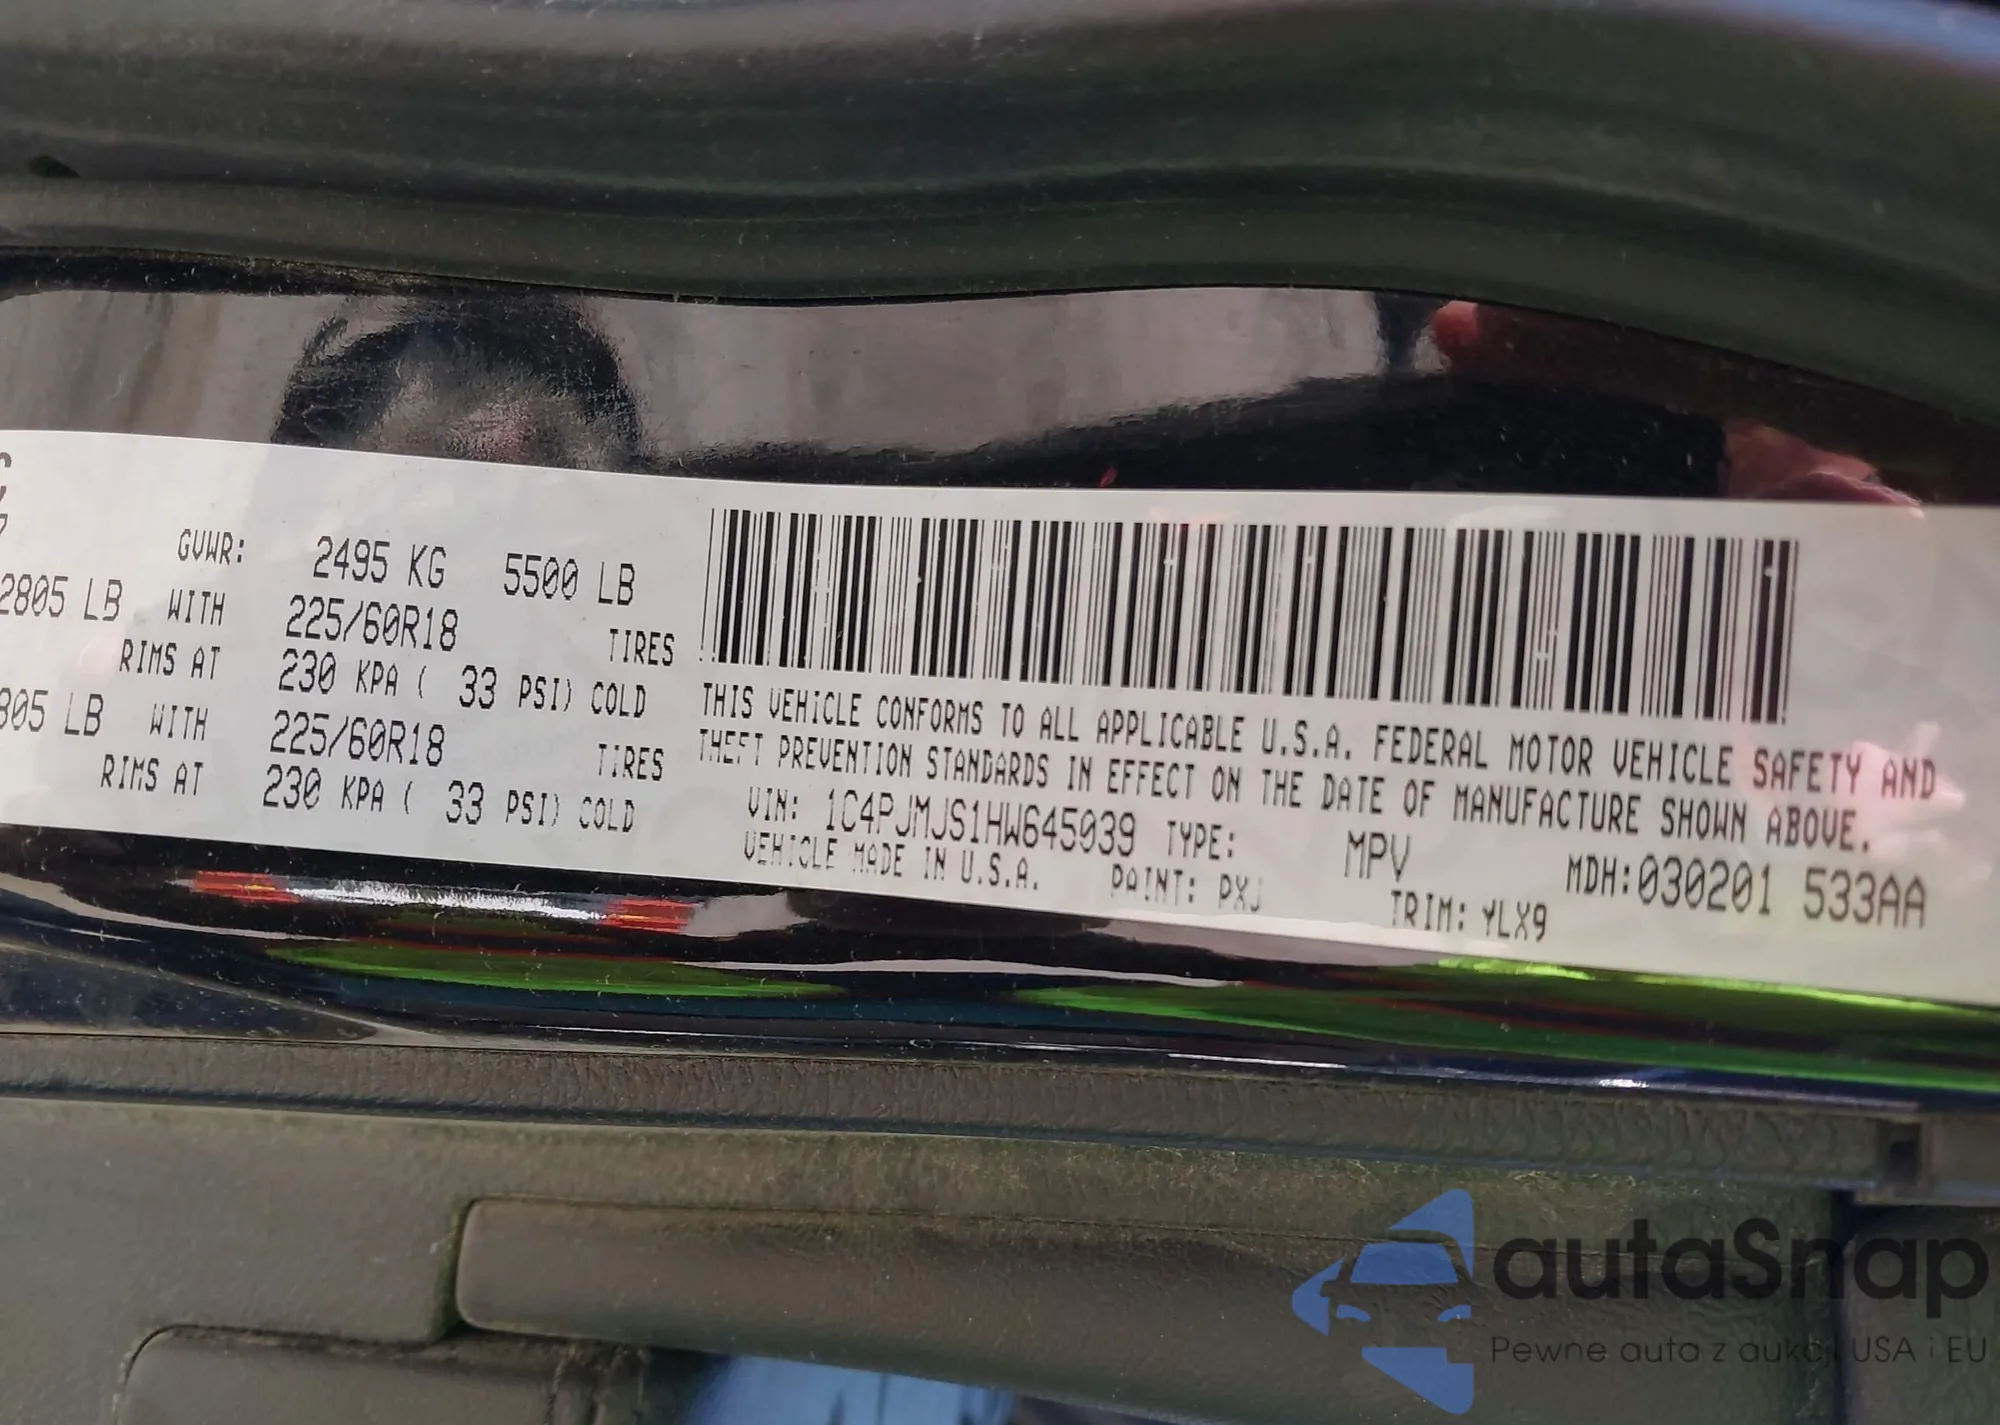 GVWR: 2495 KG 5500 LB
2805 LB WITH 225/60R18 TIRES
RIMS AT 230 KPA ( 33 PSI) COLD
805 LB WITH 225/60R18 TIRES
RIMS AT 230 KPA ( 33 PSI) COLD
THIS VEHICLE CONFORMS TO ALL APPLICABLE U.S.A. FEDERAL MOTOR VEHICLE SAFETY AND
THEFT PREVENTION STANDARDS IN EFFECT ON THE DATE OF MANUFACTURE SHOWN ABOVE.
VIN: 1C4PJMJS1HW645039 TYPE: MPV MDH:030201 533AA
VEHICLE MADE IN U.S.A. PAINT: PXJ TRIM: YLX9
autaSnap
Pewne auta z aukcji USA i EU